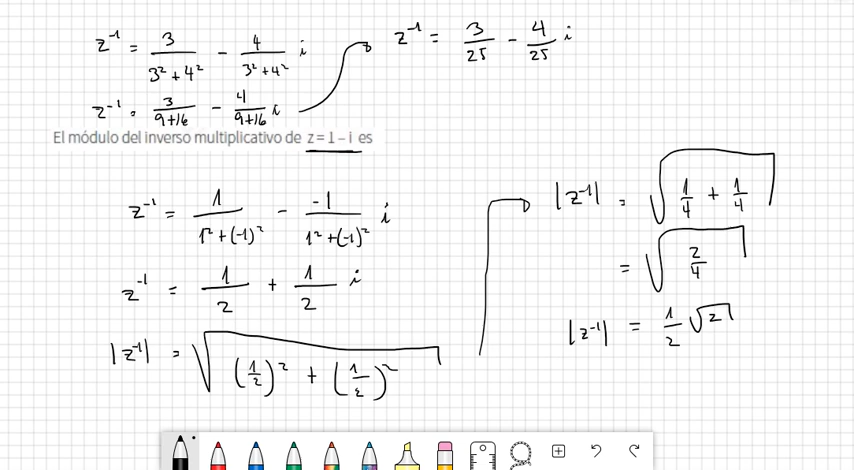 z⁻¹ = 3/(3²+4²) - 4/(3²+4²) i
z⁻¹ = 3/(9+16) - 4/(9+16) i
z⁻¹ = 3/25 - 4/25 i
El módulo del inverso multiplicativo de z = 1 – i es
z⁻¹ = 1/(1²+(-1)²) - -1/(1²+(-1)²) i
z⁻¹ = 1/2 + 1/2 i
|z⁻¹| = √((1/2)² + (1/2)²)
|z⁻¹| = √(1/4 + 1/4)
= √(2/4)
|z⁻¹| = 1/2 √2